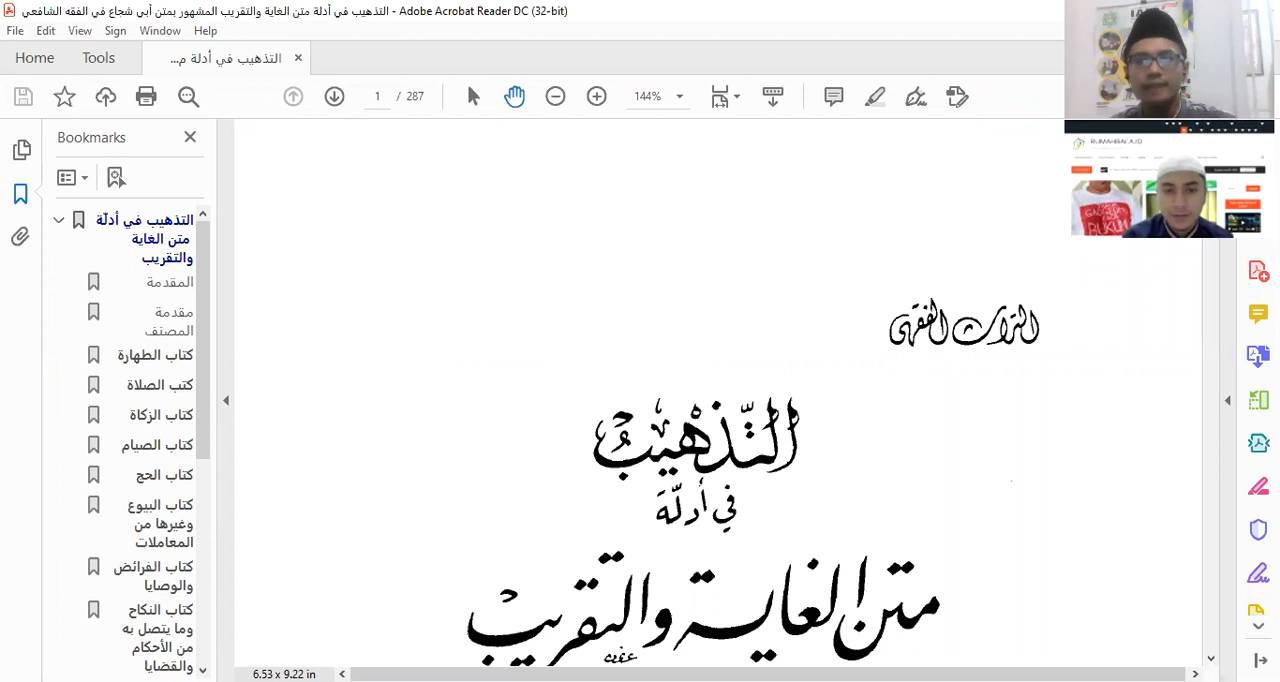 التذهيب في أدلة متن الغاية والتقريب المشهور بمتن أبي شجاع في الفقه الشافعي - Adobe Acrobat Reader DC (32-bit)
File Edit View Sign Window Help
Home Tools التذهيب في أدلة م... ×
1 / 287 144%
Bookmarks
التذهيب في أدلّة
متن الغاية
والتقريب
المقدمة
مقدمة
المصنف
كتاب الطهارة
كتب الصلاة
كتاب الزكاة
كتاب الصيام
كتاب الحج
كتاب البيوع
وغيرها من
المعاملات
كتاب الفرائض
والوصايا
كتاب النكاح
وما يتصل به
من الأحكام
والقضايا
التراث الفقهي
التّذهيب
في أدلّة
متن الغاية والتقريب
6.53 x 9.22 in
RUMAHBACA.ID
BUKU